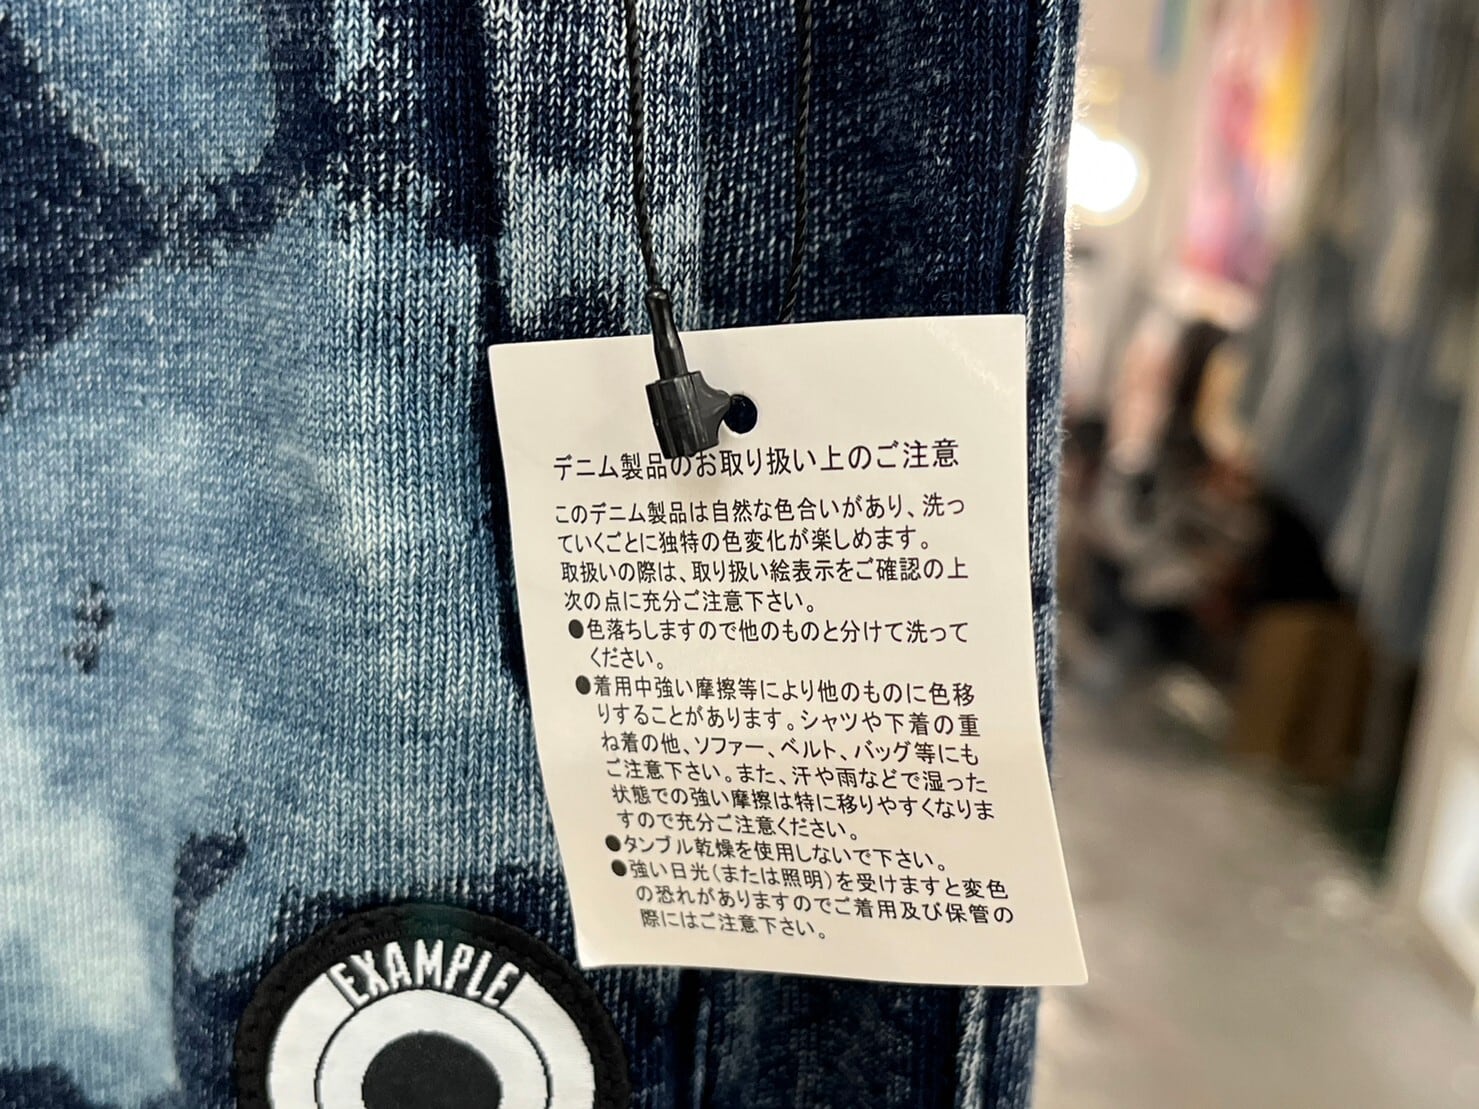 デニム製品のお取り扱い上のご注意
このデニム製品は自然な色合いがあり、洗っ
ていくごとに独特の色変化が楽しめます。
取扱いの際は、取り扱い絵表示をご確認の上
次の点に充分ご注意下さい。
●色落ちしますので他のものと分けて洗って
ください。
●着用中強い摩擦等により他のものに色移
りすることがあります。シャツや下着の重
ね着の他、ソファー、ベルト、バッグ等にも
ご注意下さい。また、汗や雨などで湿った
状態での強い摩擦は特に移りやすくなりま
すので充分ご注意ください。
●タンブル乾燥を使用しないで下さい。
●強い日光(または照明)を受けますと変色
の恐れがありますのでご着用及び保管の
際にはご注意下さい。
EXAMPLE